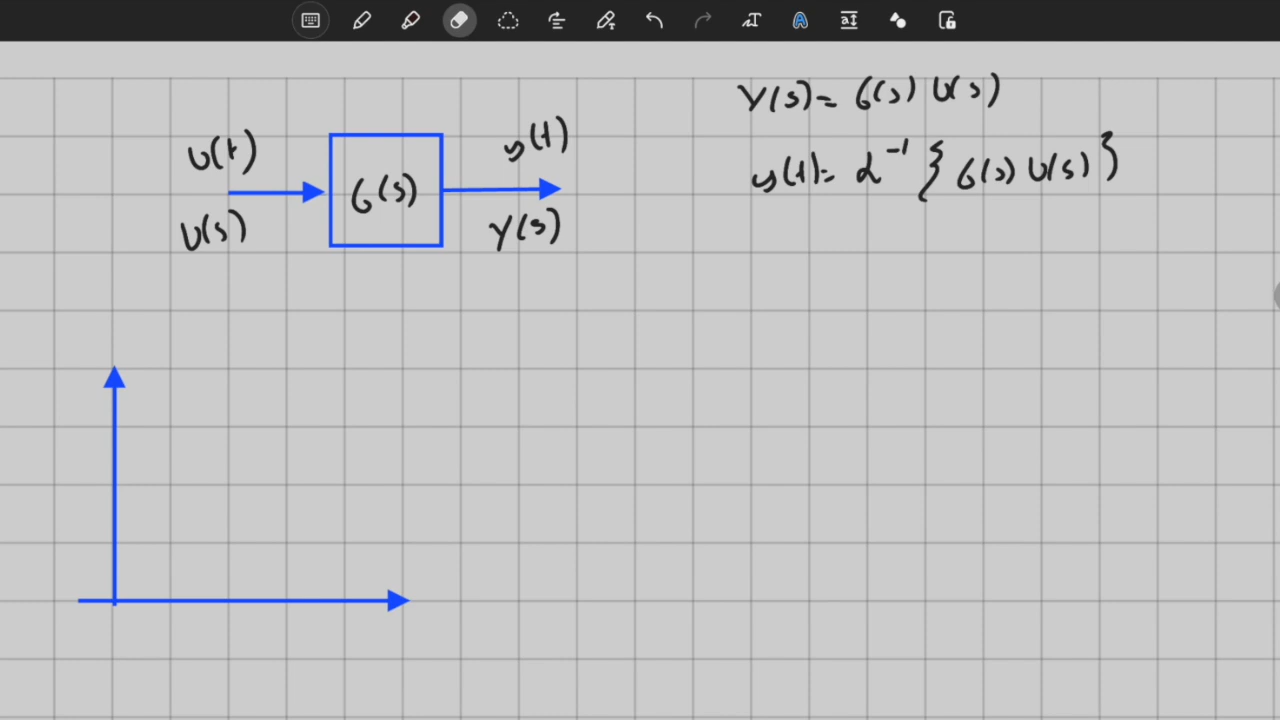 u(t)
U(s)
G(s)
y(t)
Y(s)
Y(s) = G(s) U(s)
y(t) = ℒ⁻¹ { G(s) U(s) }